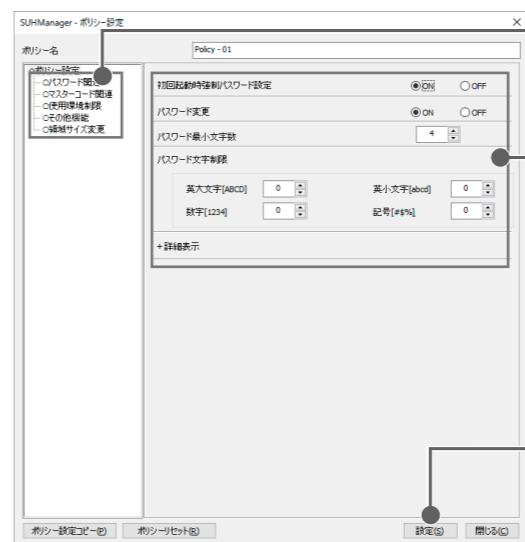 SUHManager - ポリシー設定
ポリシー名 Policy - 01
○ポリシー設定
○パスワード関連
○マスターコード関連
○使用環境制限
○その他機能
○領域サイズ変更
初回起動時強制パスワード設定 ON OFF
パスワード変更 ON OFF
パスワード最小文字数 4
パスワード文字制限
英大文字[ABCD] 0 英小文字[abcd] 0
数字[1234] 0 記号[#$%] 0
+詳細表示
ポリシー設定コピー(P) ポリシーリセット(R) 設定(S) 閉じる(C)